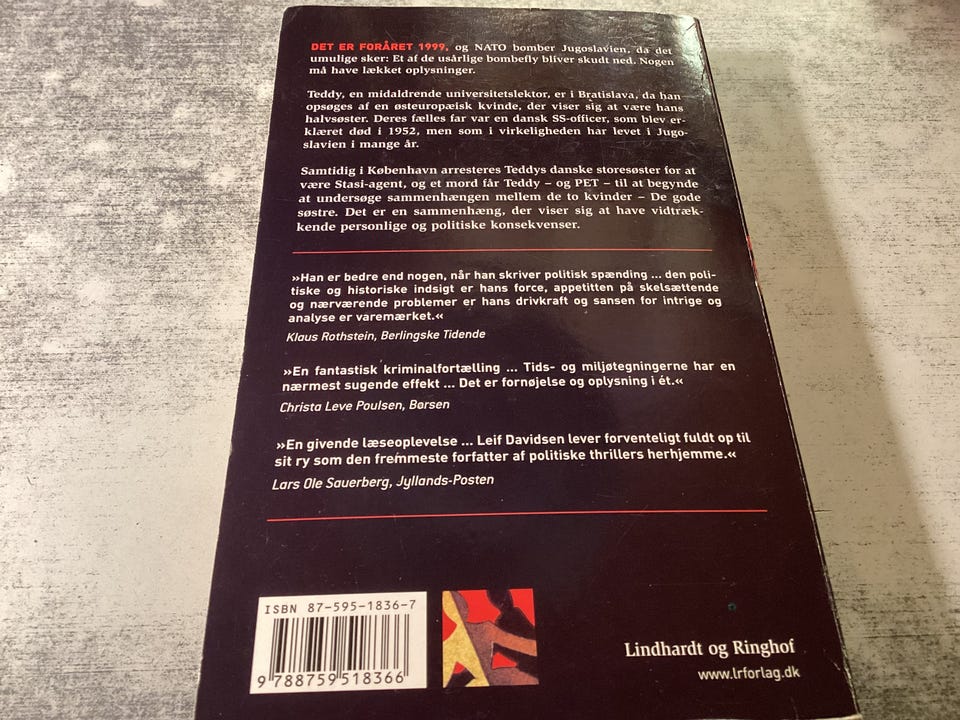 DET ER FORÅRET 1999, og NATO bomber Jugoslavien, da det
umulige sker: Et af de usårlige bombefly bliver skudt ned. Nogen
må have lækket oplysninger.
Teddy, en midaldrende universitetslektor, er i Bratislava, da han
opsøges af en østeuropæisk kvinde, der viser sig at være hans
halvsøster. Deres fælles far var en dansk SS-officer, som blev er-
klæret død i 1952, men som i virkeligheden har levet i Jugo-
slavien i mange år.
Samtidig i København arresteres Teddys danske storesøster for at
være Stasi-agent, og et mord får Teddy – og PET – til at begynde
at undersøge sammenhængen mellem de to kvinder – De gode
søstre. Det er en sammenhæng, der viser sig at have vidtræk-
kende personlige og politiske konsekvenser.
»Han er bedre end nogen, når han skriver politisk spænding ... den poli-
tiske og historiske indsigt er hans force, appetitten på skelsættende
og nærværende problemer er hans drivkraft og sansen for intrige og
analyse er varemærket.«
Klaus Rothstein, Berlingske Tidende
»En fantastisk kriminalfortælling ... Tids- og miljøtegningerne har en
nærmest sugende effekt ... Det er fornøjelse og oplysning i ét.«
Christa Leve Poulsen, Børsen
»En givende læseoplevelse ... Leif Davidsen lever forventeligt fuldt op til
sit ry som den fremmeste forfatter af politiske thrillers herhjemme.«
Lars Ole Sauerberg, Jyllands-Posten
ISBN 87-595-1836-7
9 788759 518366
Lindhardt og Ringhof
www.lrforlag.dk